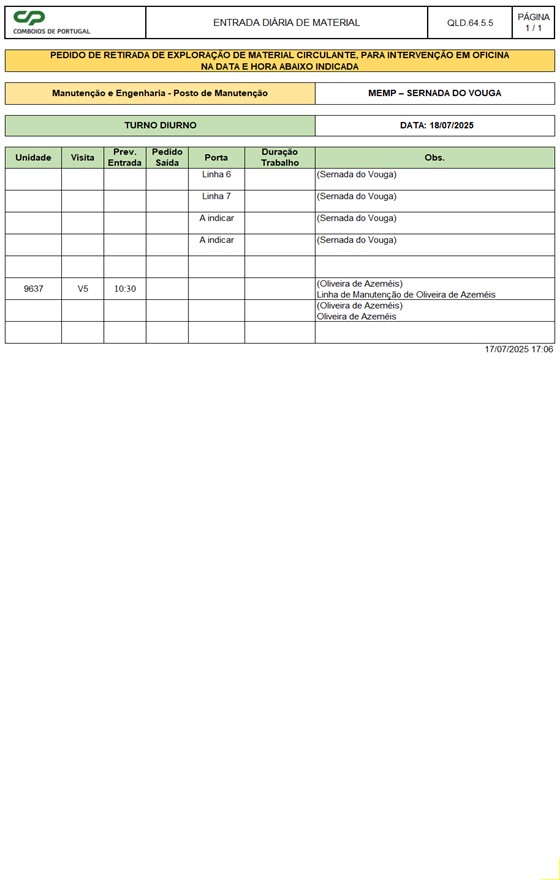 CP
COMBOIOS DE PORTUGAL
ENTRADA DIÁRIA DE MATERIAL
QLD.64.5.5
PÁGINA
1 / 1
PEDIDO DE RETIRADA DE EXPLORAÇÃO DE MATERIAL CIRCULANTE, PARA INTERVENÇÃO EM OFICINA
NA DATA E HORA ABAIXO INDICADA
Manutenção e Engenharia - Posto de Manutenção
MEMP – SERNADA DO VOUGA
TURNO DIURNO
DATA: 18/07/2025
Unidade
Visita
Prev.
Entrada
Pedido
Saída
Porta
Duração
Trabalho
Obs.
Linha 6
(Sernada do Vouga)
Linha 7
(Sernada do Vouga)
A indicar
(Sernada do Vouga)
A indicar
(Sernada do Vouga)
9637
V5
10:30
(Oliveira de Azeméis)
Linha de Manutenção de Oliveira de Azeméis
(Oliveira de Azeméis)
Oliveira de Azeméis
17/07/2025 17:06